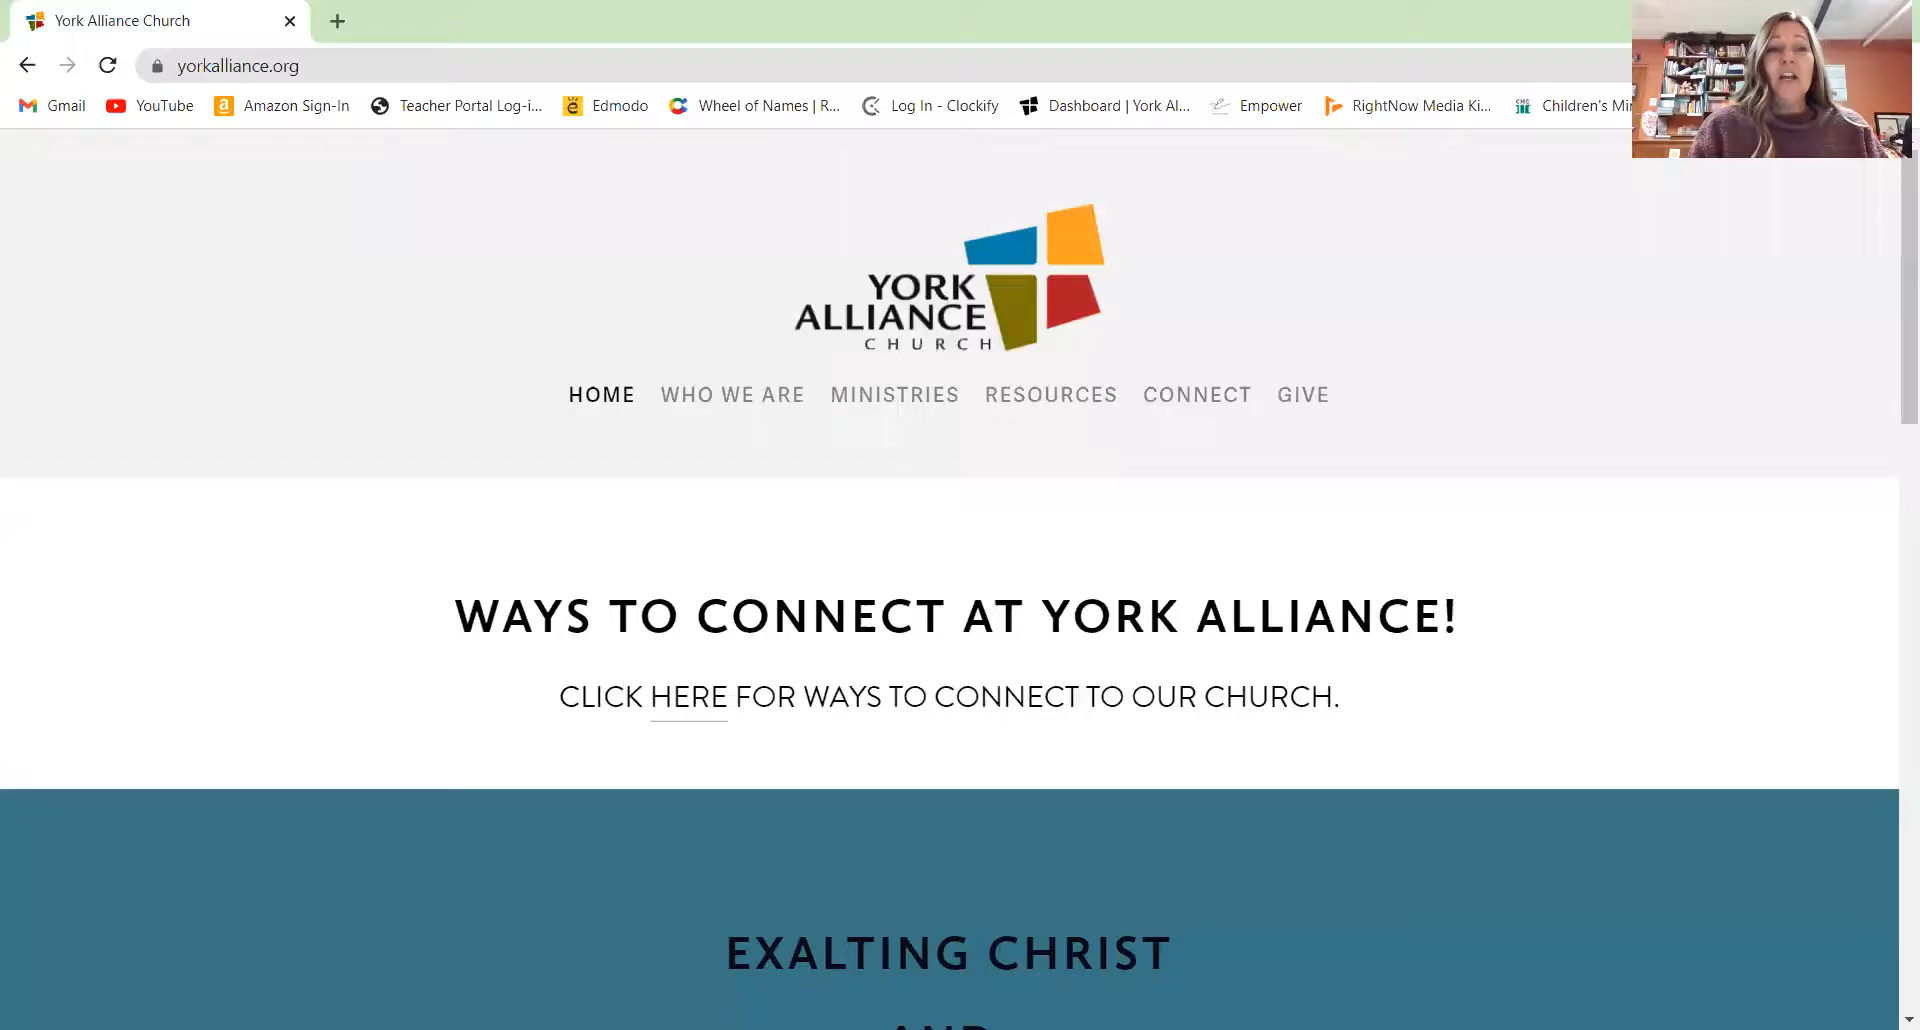 York Alliance Church
yorkalliance.org
Gmail YouTube Amazon Sign-In Teacher Portal Log-i... Edmodo Wheel of Names | R... Log In - Clockify Dashboard | York Al... Empower RightNow Media Ki... Children's
YORK
ALLIANCE
CHURCH
HOME WHO WE ARE MINISTRIES RESOURCES CONNECT GIVE
WAYS TO CONNECT AT YORK ALLIANCE!
CLICK HERE FOR WAYS TO CONNECT TO OUR CHURCH.
EXALTING CHRIST
AND